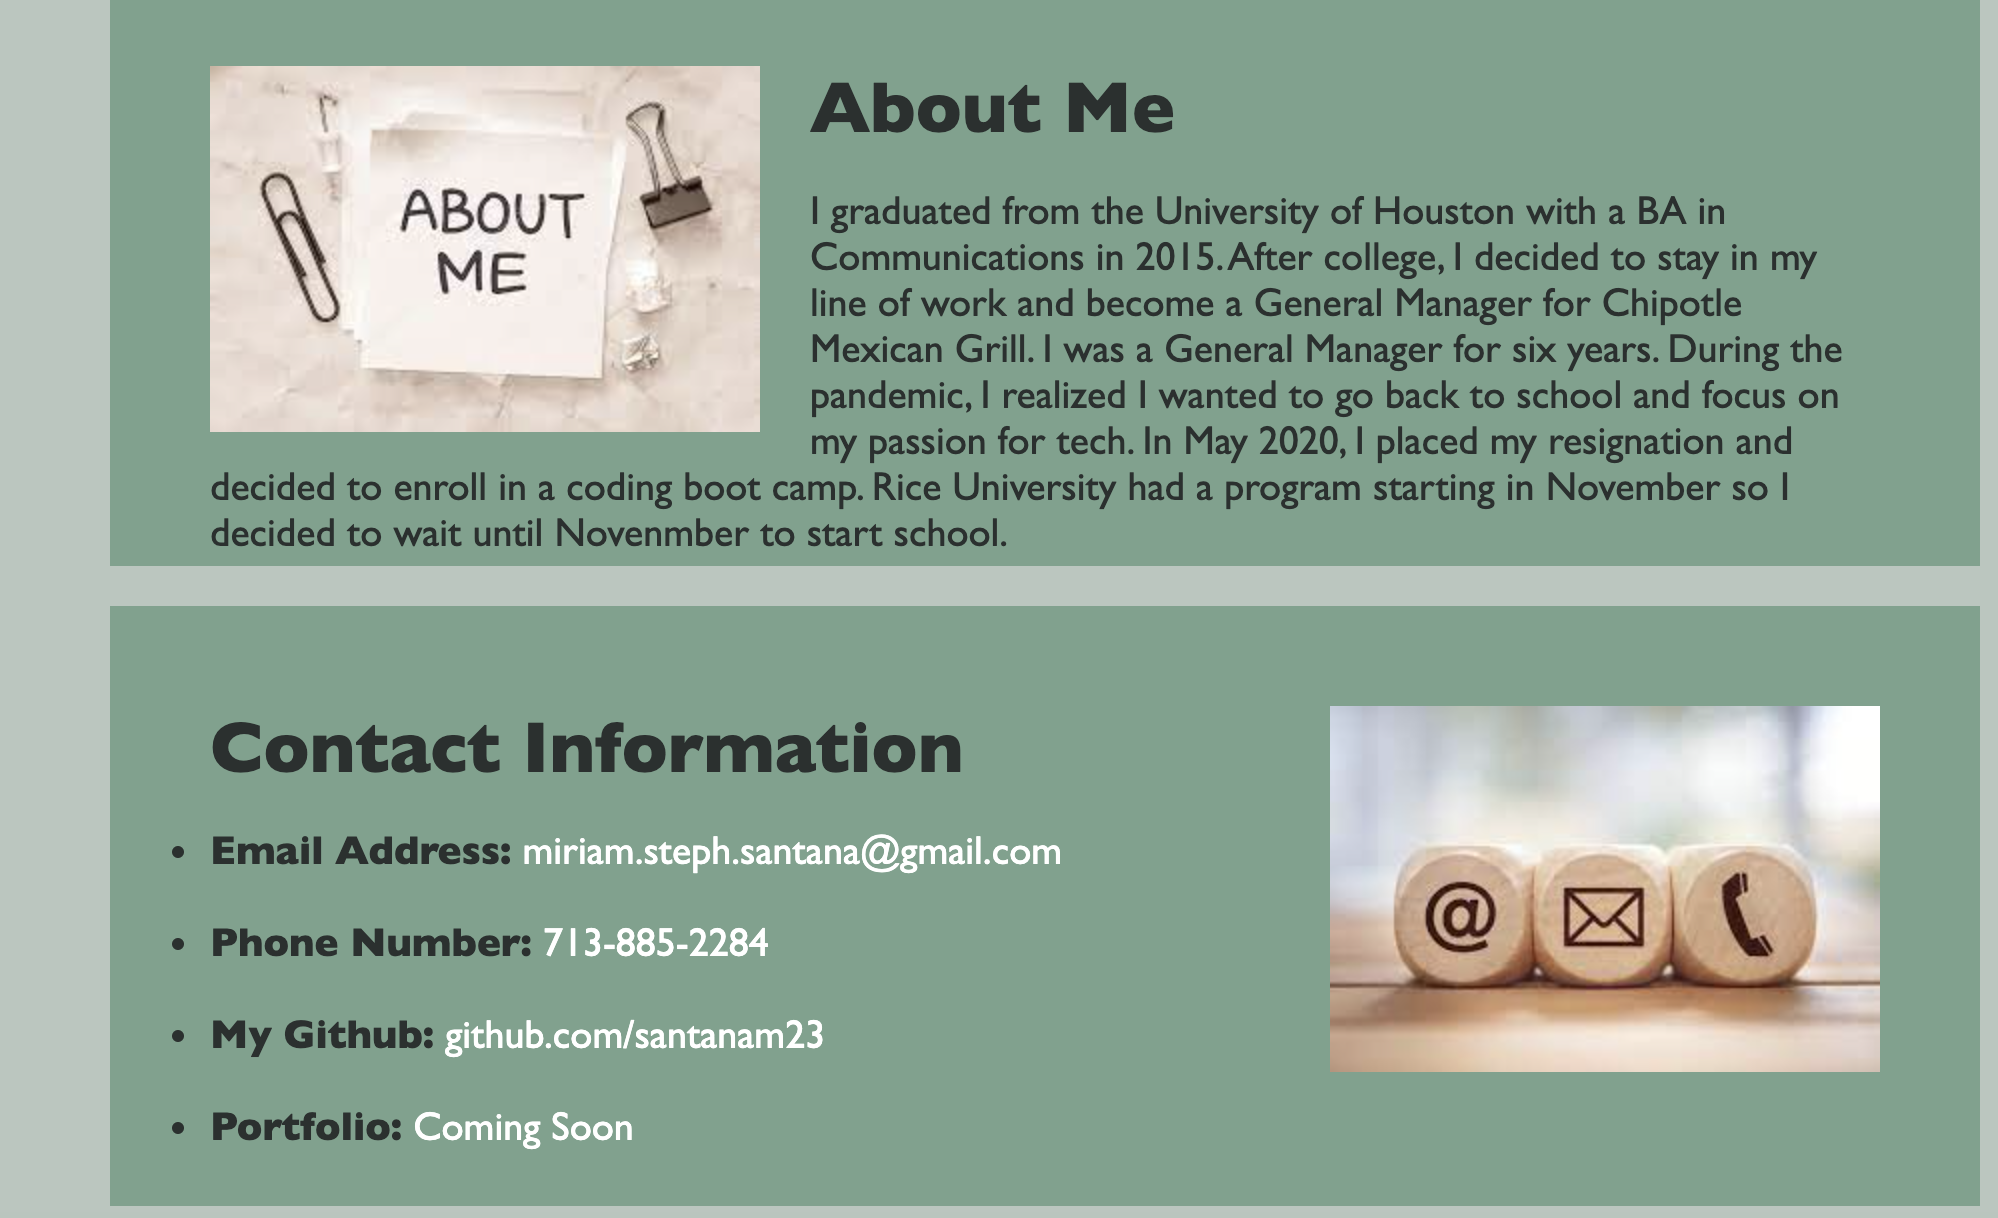 ABOUT
ME
About Me
I graduated from the University of Houston with a BA in
Communications in 2015. After college, I decided to stay in my
line of work and become a General Manager for Chipotle
Mexican Grill. I was a General Manager for six years. During the
pandemic, I realized I wanted to go back to school and focus on
my passion for tech. In May 2020, I placed my resignation and
decided to enroll in a coding boot camp. Rice University had a program starting in November so I
decided to wait until Novenmber to start school.
Contact Information
• Email Address: miriam.steph.santana@gmail.com
• Phone Number: 713-885-2284
• My Github: github.com/santanam23
• Portfolio: Coming Soon
@